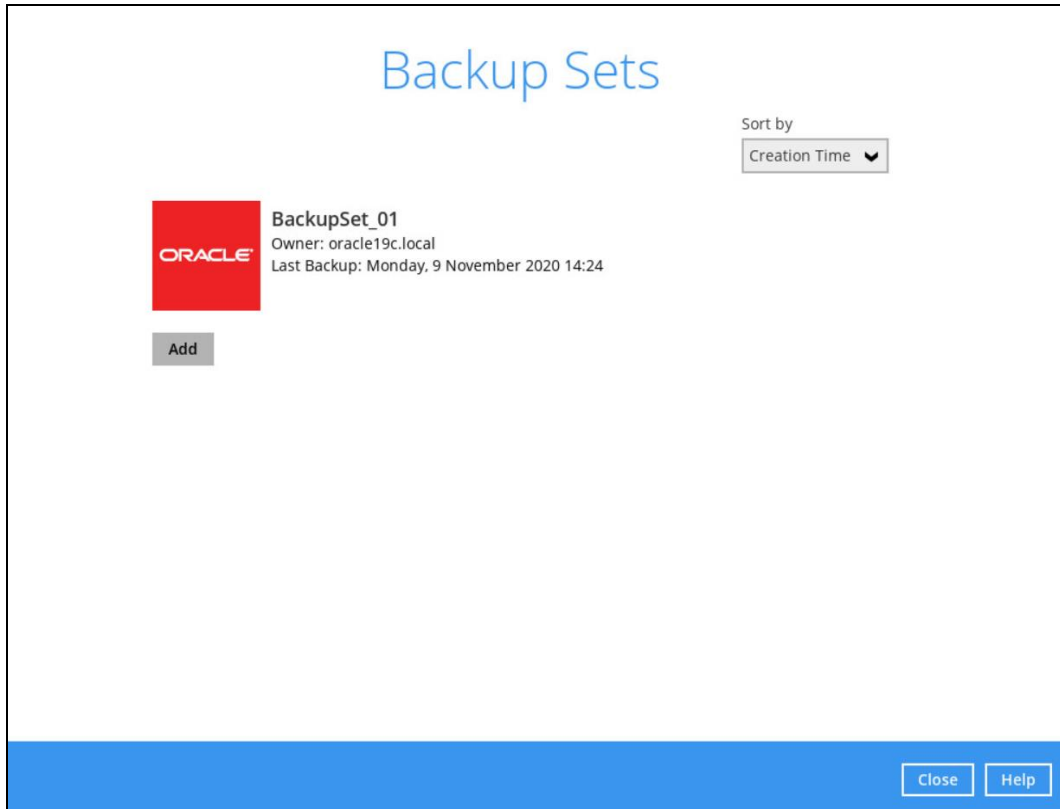 Backup Sets
Sort by
Creation Time
ORACLE
BackupSet_01
Owner: oracle19c.local
Last Backup: Monday, 9 November 2020 14:24
Add
Close
Help